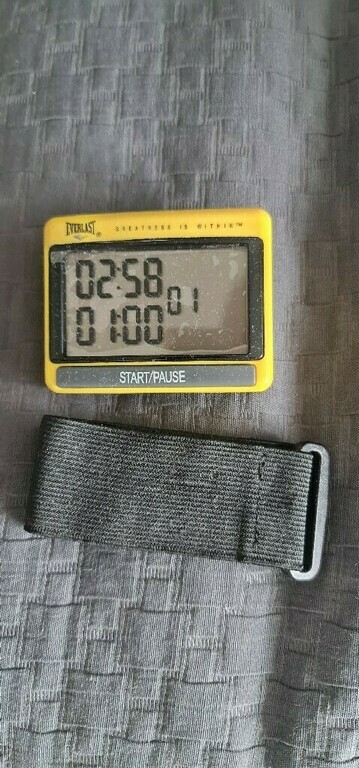 EVERLAST® GREATNESS IS WITHIN™
02:58
01:00 01
START/PAUSE